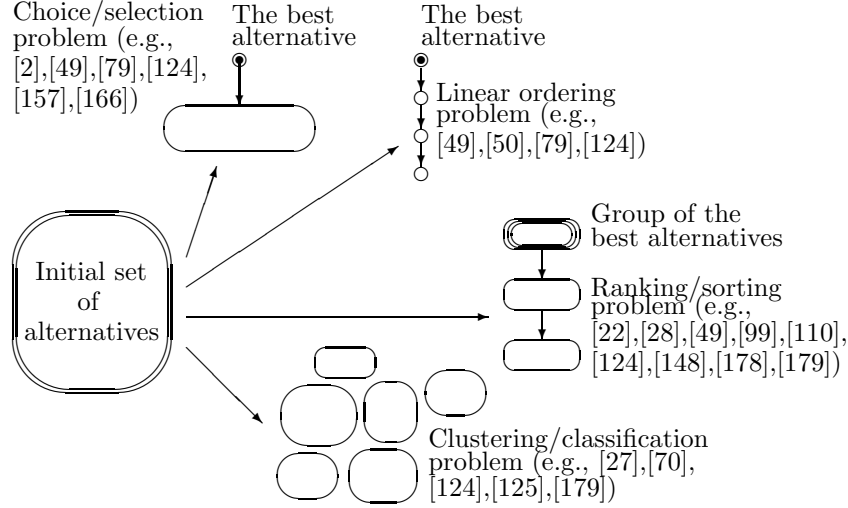 Choice/selection
problem (e.g.,
[2],[49],[79],[124],
[157],[166])
The best
alternative
The best
alternative
Linear ordering
problem (e.g.,
[49],[50],[79],[124])
Group of the
best alternatives
Initial set
of
alternatives
Ranking/sorting
problem (e.g.,
[22],[28],[49],[99],[110],
[124],[148],[178],[179])
Clustering/classification
problem (e.g., [27],[70],
[124],[125],[179])